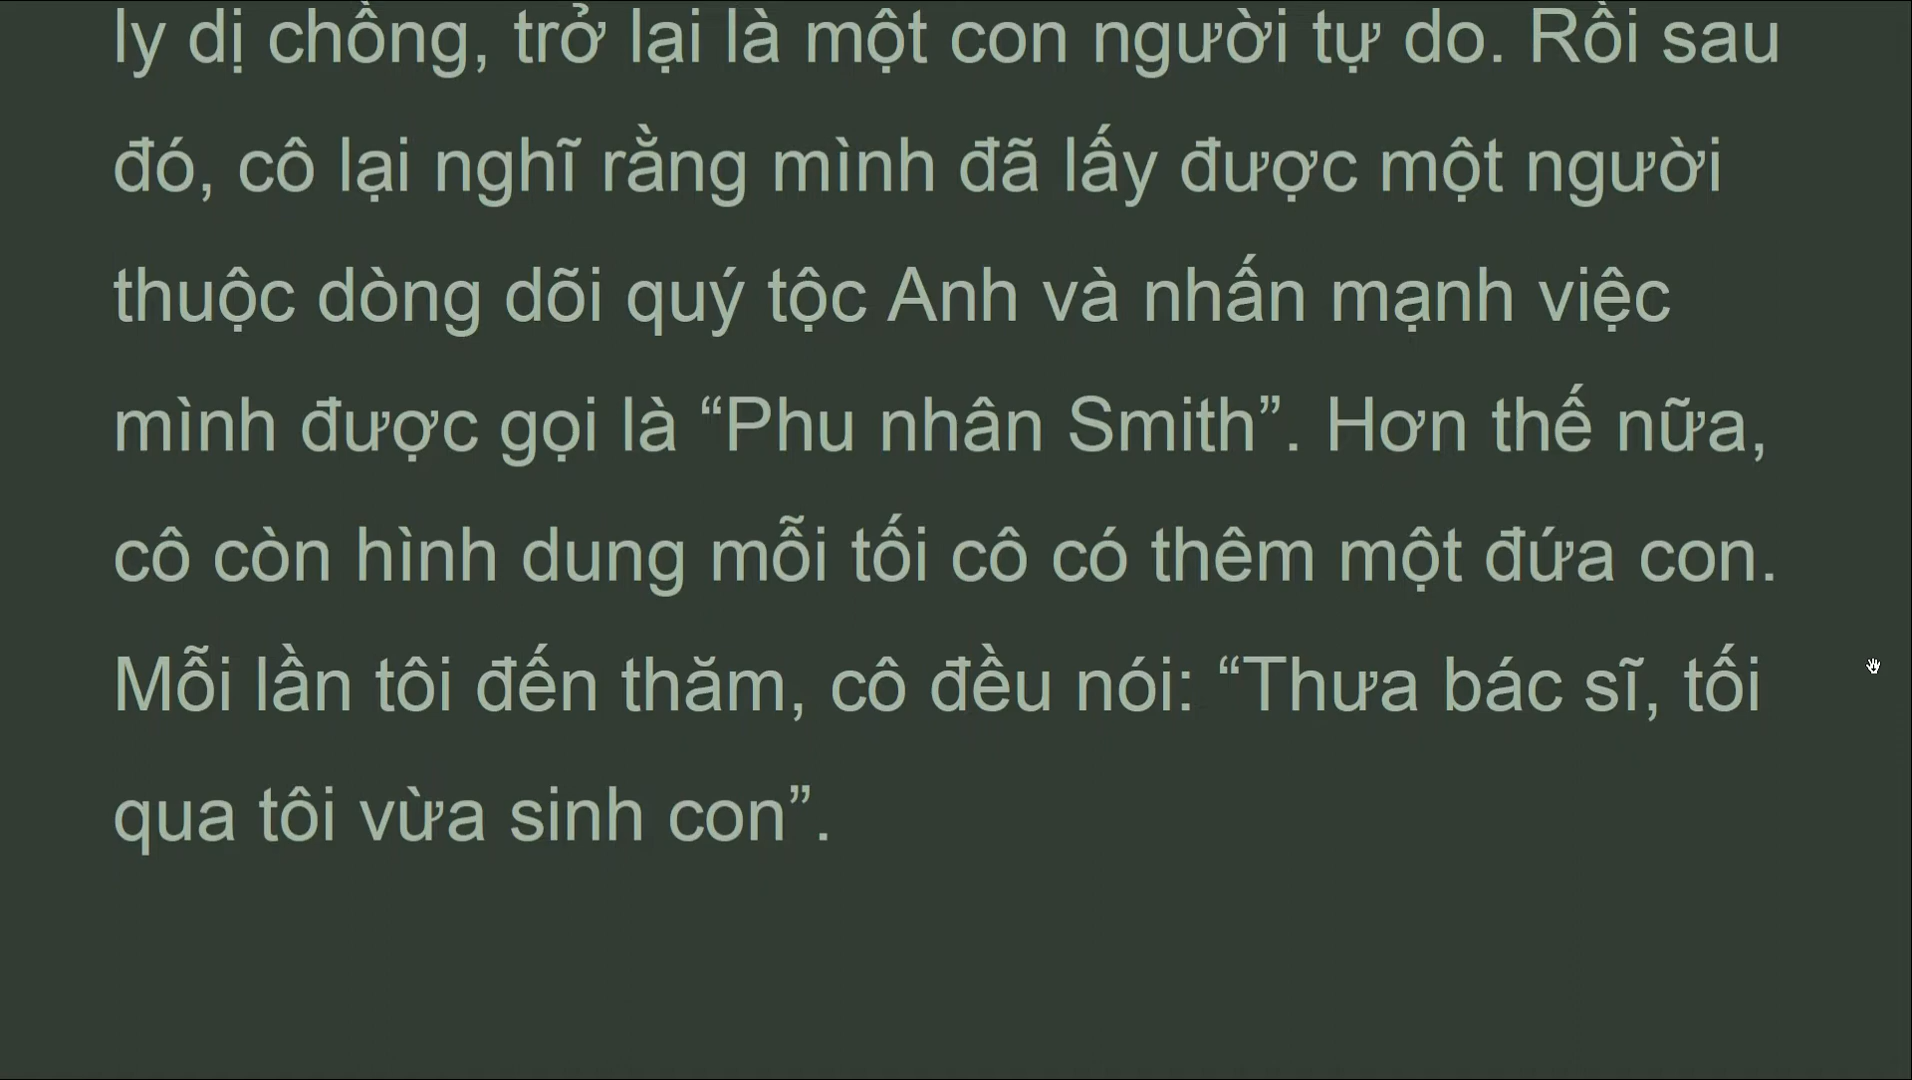 ly dị chồng, trở lại là một con người tự do. Rồi sau
đó, cô lại nghĩ rằng mình đã lấy được một người
thuộc dòng dõi quý tộc Anh và nhấn mạnh việc
mình được gọi là “Phu nhân Smith”. Hơn thế nữa,
cô còn hình dung mỗi tối cô có thêm một đứa con.
Mỗi lần tôi đến thăm, cô đều nói: “Thưa bác sĩ, tối
qua tôi vừa sinh con”.